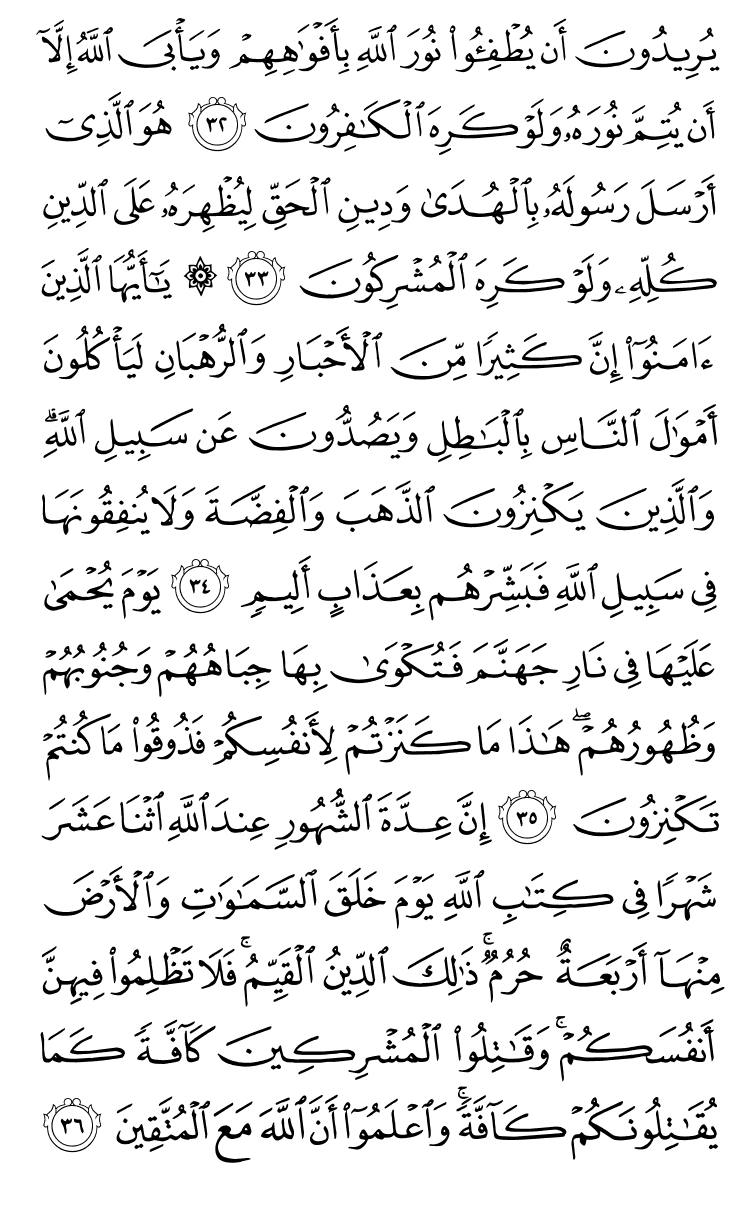 يُرِيدُونَ أَن يُطْفِـُٔوا۟ نُورَ ٱللَّهِ بِأَفْوَٰهِهِمْ وَيَأْبَى ٱللَّهُ إِلَّآ
أَن يُتِمَّ نُورَهُۥ وَلَوْ كَرِهَ ٱلْكَـٰفِرُونَ ٣٢ هُوَ ٱلَّذِىٓ
أَرْسَلَ رَسُولَهُۥ بِٱلْهُدَىٰ وَدِينِ ٱلْحَقِّ لِيُظْهِرَهُۥ عَلَى ٱلدِّينِ
كُلِّهِۦ وَلَوْ كَرِهَ ٱلْمُشْرِكُونَ ٣٣ ۞ يَـٰٓأَيُّهَا ٱلَّذِينَ
ءَامَنُوٓا۟ إِنَّ كَثِيرًا مِّنَ ٱلْأَحْبَارِ وَٱلرُّهْبَانِ لَيَأْكُلُونَ
أَمْوَٰلَ ٱلنَّاسِ بِٱلْبَـٰطِلِ وَيَصُدُّونَ عَن سَبِيلِ ٱللَّهِ ۗ
وَٱلَّذِينَ يَكْنِزُونَ ٱلذَّهَبَ وَٱلْفِضَّةَ وَلَا يُنفِقُونَهَا
فِى سَبِيلِ ٱللَّهِ فَبَشِّرْهُم بِعَذَابٍ أَلِيمٍ ٣٤ يَوْمَ يُحْمَىٰ
عَلَيْهَا فِى نَارِ جَهَنَّمَ فَتُكْوَىٰ بِهَا جِبَاهُهُمْ وَجُنُوبُهُمْ
وَظُهُورُهُمْ ۖ هَـٰذَا مَا كَنَزْتُمْ لِأَنفُسِكُمْ فَذُوقُوا۟ مَا كُنتُمْ
تَكْنِزُونَ ٣٥ إِنَّ عِدَّةَ ٱلشُّهُورِ عِندَ ٱللَّهِ ٱثْنَا عَشَرَ
شَهْرًا فِى كِتَـٰبِ ٱللَّهِ يَوْمَ خَلَقَ ٱلسَّمَـٰوَٰتِ وَٱلْأَرْضَ
مِنْهَآ أَرْبَعَةٌ حُرُمٌ ۚ ذَٰلِكَ ٱلدِّينُ ٱلْقَيِّمُ ۚ فَلَا تَظْلِمُوا۟ فِيهِنَّ
أَنفُسَكُمْ ۚ وَقَـٰتِلُوا۟ ٱلْمُشْرِكِينَ كَآفَّةً كَمَا
يُقَـٰتِلُونَكُمْ كَآفَّةً ۚ وَٱعْلَمُوٓا۟ أَنَّ ٱللَّهَ مَعَ ٱلْمُتَّقِينَ ٣٦